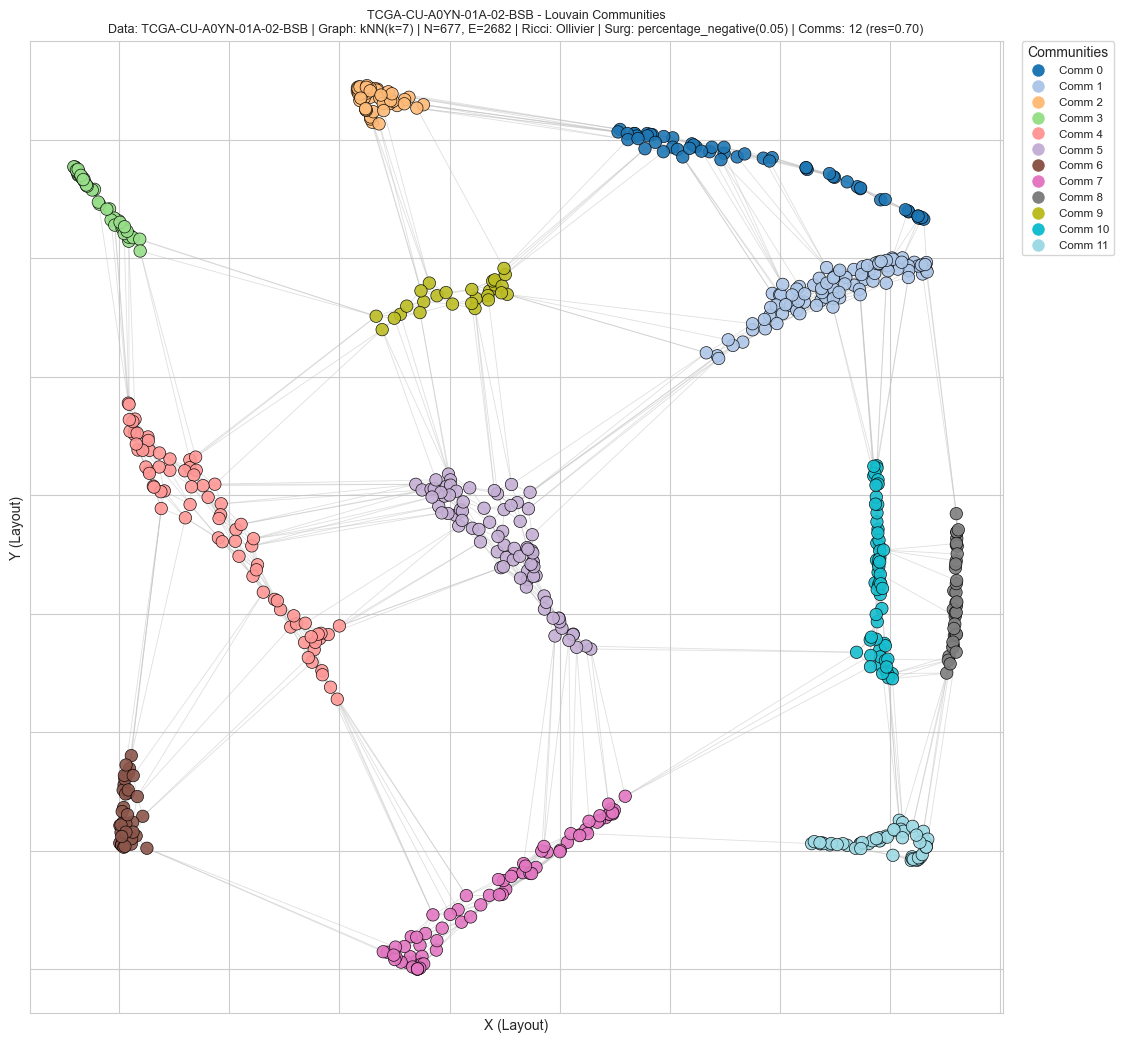 TCGA-CU-A0YN-01A-02-BSB - Louvain Communities
Data: TCGA-CU-A0YN-01A-02-BSB | Graph: kNN(k=7) | N=677, E=2682 | Ricci: Ollivier | Surg: percentage_negative(0.05) | Comms: 12 (res=0.70)
Communities
Comm 0
Comm 1
Comm 2
Comm 3
Comm 4
Comm 5
Comm 6
Comm 7
Comm 8
Comm 9
Comm 10
Comm 11
Y (Layout)
X (Layout)